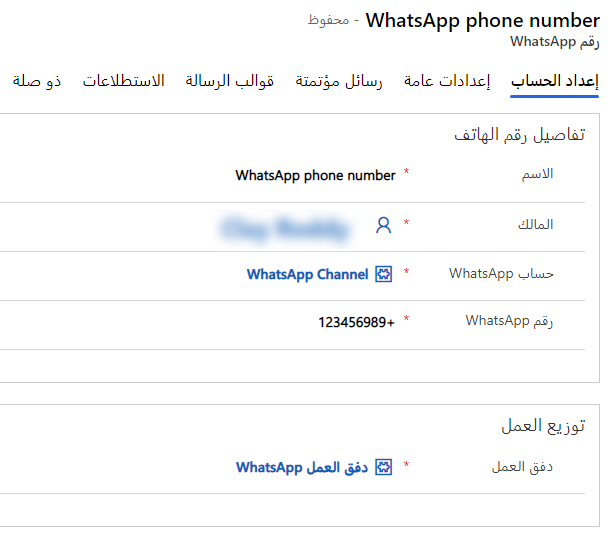 WhatsApp phone number - محفوظ
رقم WhatsApp
إعداد الحساب إعدادات عامة رسائل مؤتمتة قوالب الرسالة الاستطلاعات ذو صلة
تفاصيل رقم الهاتف
الاسم * WhatsApp phone number
المالك *
حساب WhatsApp * WhatsApp Channel
رقم WhatsApp * 123456989+
توزيع العمل
دفق العمل * دفق العمل WhatsApp